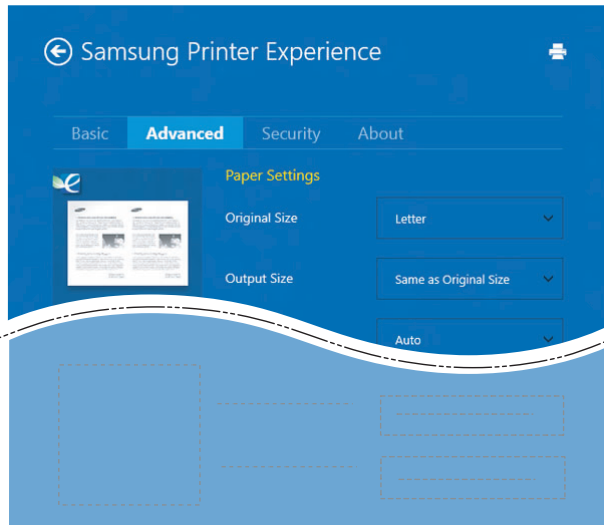 Samsung Printer Experience
Basic Advanced Security About
Paper Settings
Original Size Letter
Output Size Same as Original Size
Auto